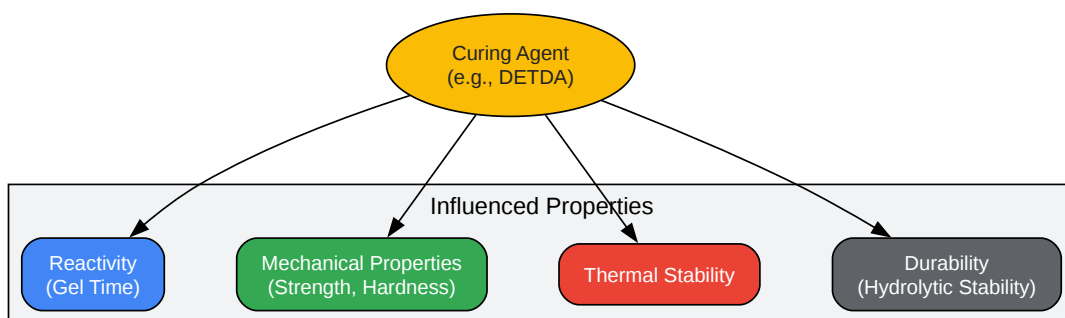 Curing Agent
(e.g., DETDA)
Influenced Properties
Reactivity
(Gel Time)
Mechanical Properties
(Strength, Hardness)
Thermal Stability
Durability
(Hydrolytic Stability)